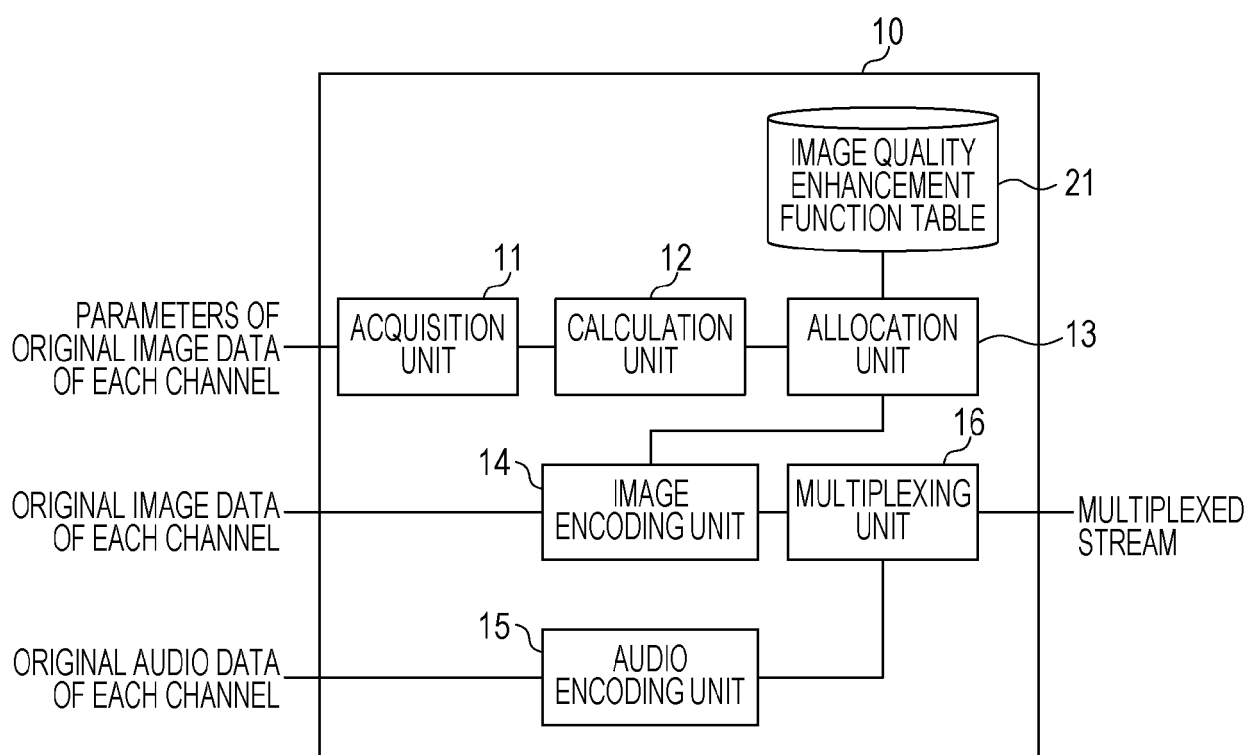 10
IMAGE QUALITY
ENHANCEMENT
FUNCTION TABLE
21
11
12
PARAMETERS OF
ORIGINAL IMAGE DATA
OF EACH CHANNEL
ACQUISITION
UNIT
CALCULATION
UNIT
ALLOCATION
UNIT
13
14
16
ORIGINAL IMAGE DATA
OF EACH CHANNEL
IMAGE
ENCODING UNIT
MULTIPLEXING
UNIT
MULTIPLEXED
STREAM
15
ORIGINAL AUDIO DATA
OF EACH CHANNEL
AUDIO
ENCODING UNIT